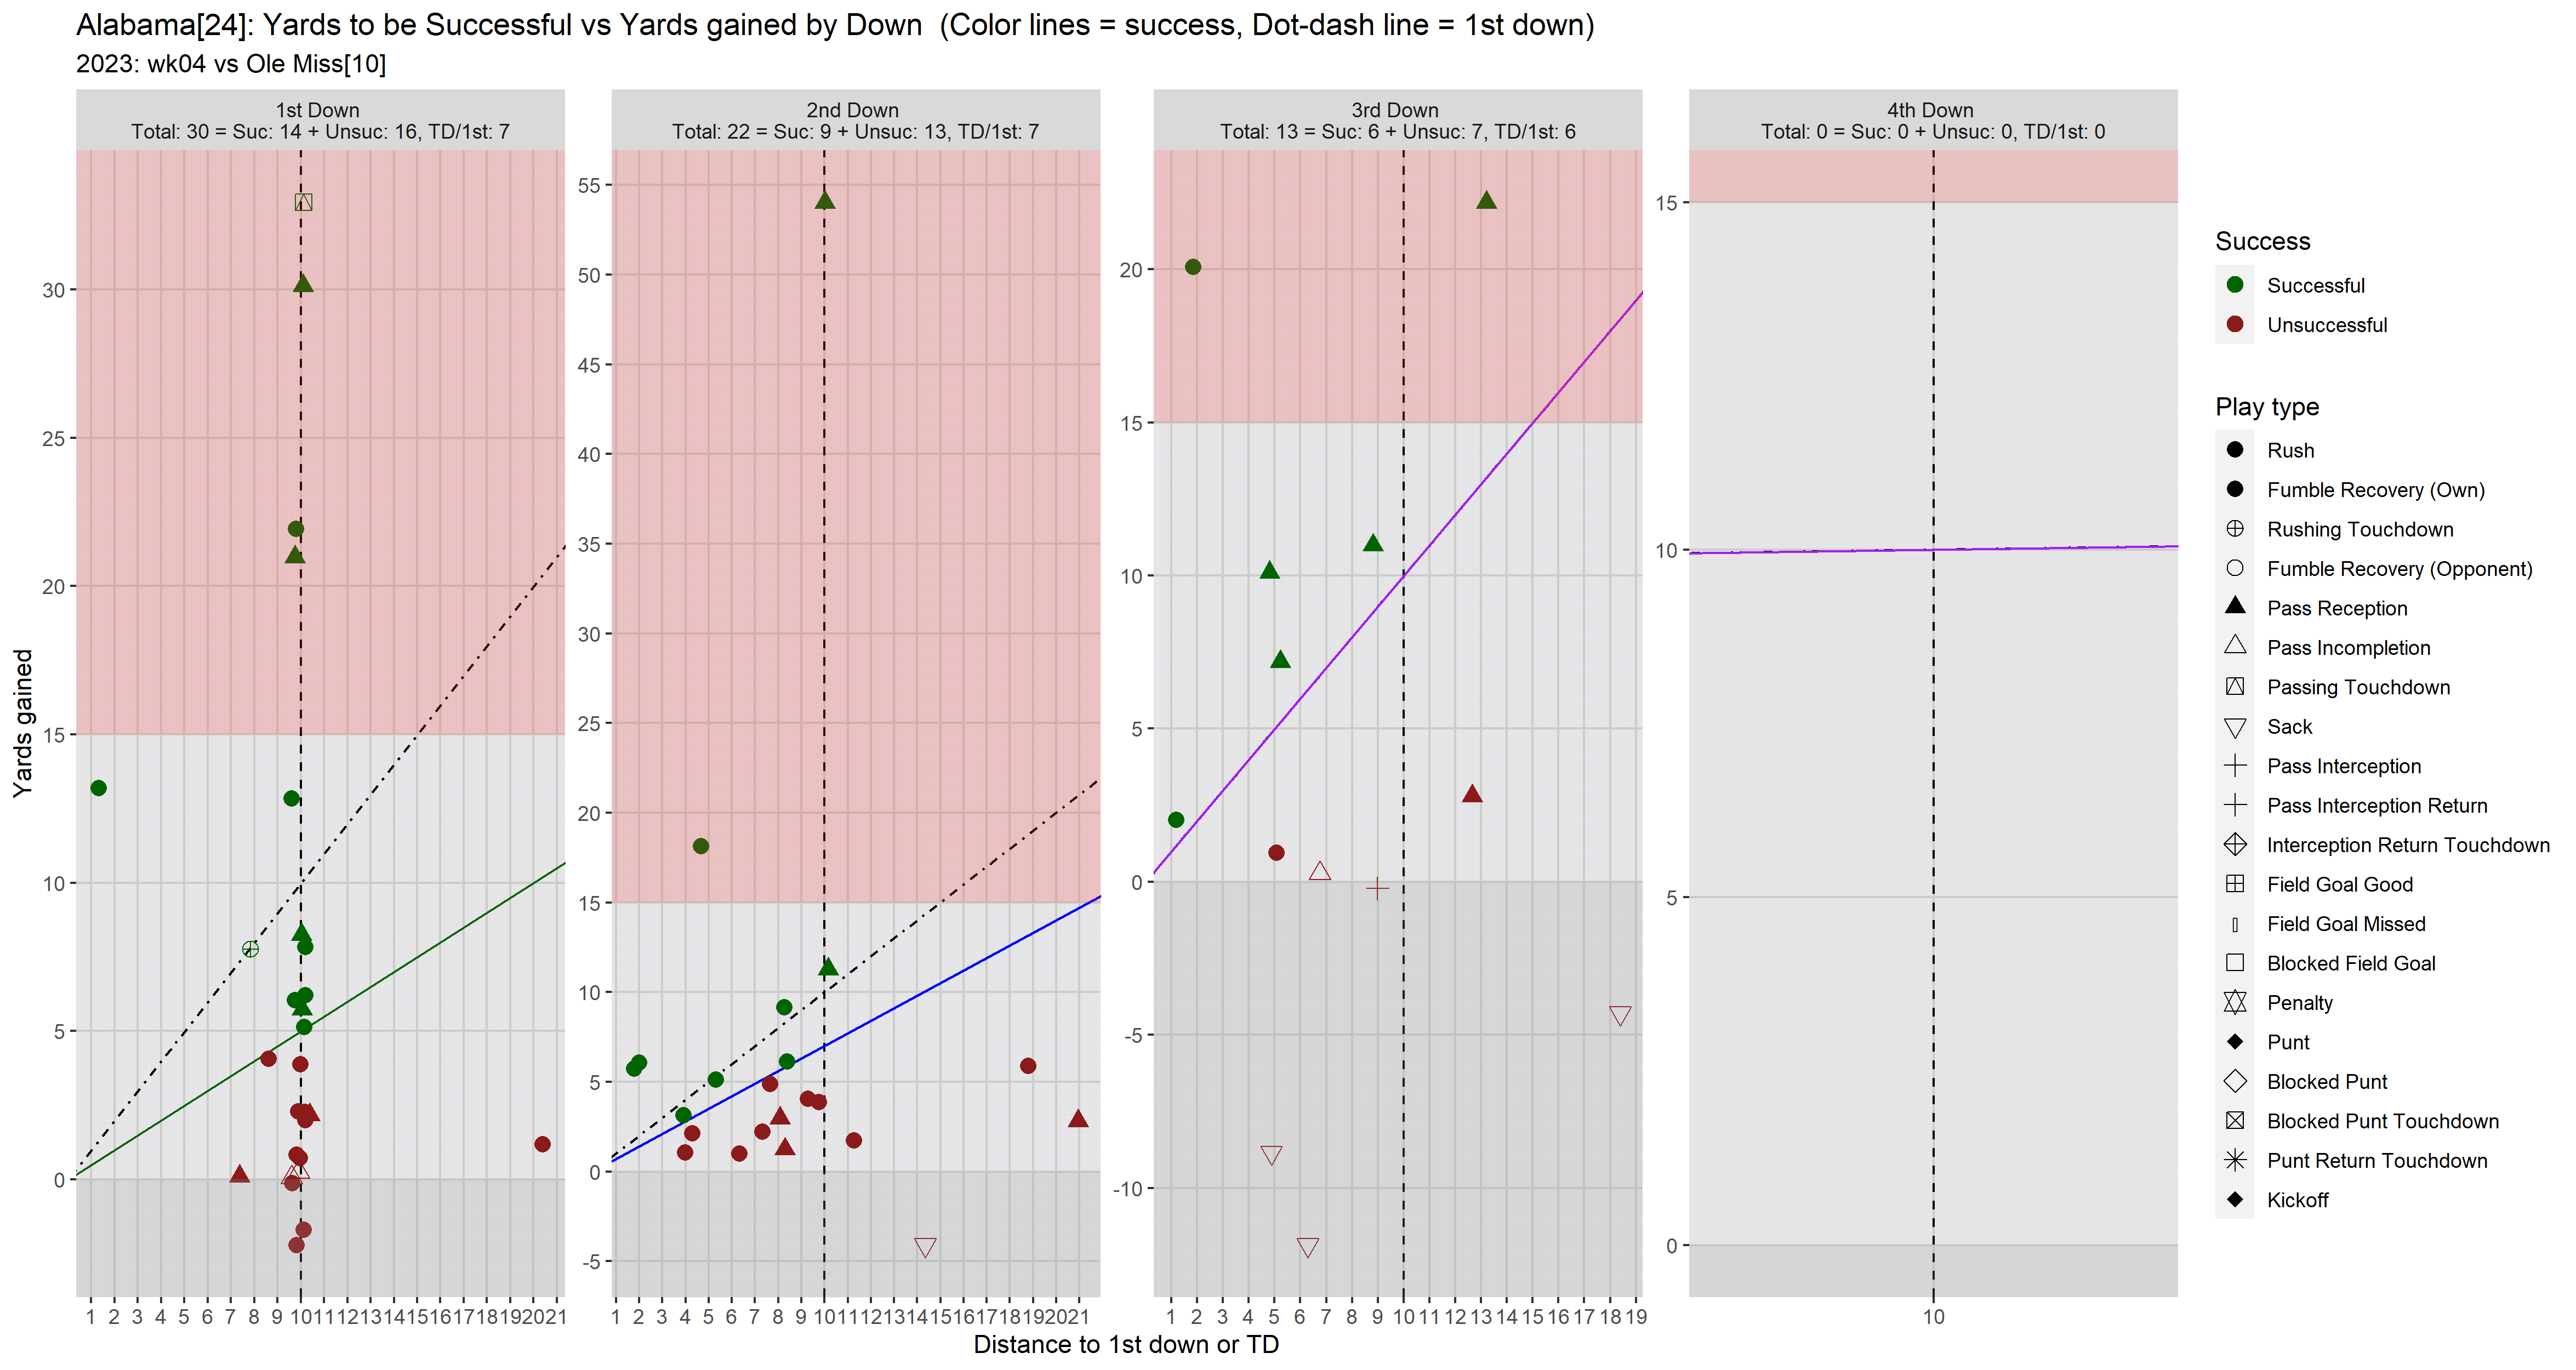 Alabama[24]: Yards to be Successful vs Yards gained by Down  (Color lines = success, Dot-dash line = 1st down)
2023: wk04 vs Ole Miss[10]
1st Down
Total: 30 = Suc: 14 + Unsuc: 16, TD/1st: 7
2nd Down
Total: 22 = Suc: 9 + Unsuc: 13, TD/1st: 7
3rd Down
Total: 13 = Suc: 6 + Unsuc: 7, TD/1st: 6
4th Down
Total: 0 = Suc: 0 + Unsuc: 0, TD/1st: 0
Yards gained
30
25
20
15
10
5
0
1 2 3 4 5 6 7 8 9 10 11 12 13 14 15 16 17 18 19 20 21
55
50
45
40
35
30
25
20
15
10
5
0
-5
1 2 3 4 5 6 7 8 9 10 11 12 13 14 15 16 17 18 19 20 21
20
15
10
5
0
-5
-10
1 2 3 4 5 6 7 8 9 10 11 12 13 14 15 16 17 18 19
15
10
5
0
10
Distance to 1st down or TD
Success
Successful
Unsuccessful
Play type
Rush
Fumble Recovery (Own)
Rushing Touchdown
Fumble Recovery (Opponent)
Pass Reception
Pass Incompletion
Passing Touchdown
Sack
Pass Interception
Pass Interception Return
Interception Return Touchdown
Field Goal Good
Field Goal Missed
Blocked Field Goal
Penalty
Punt
Blocked Punt
Blocked Punt Touchdown
Punt Return Touchdown
Kickoff